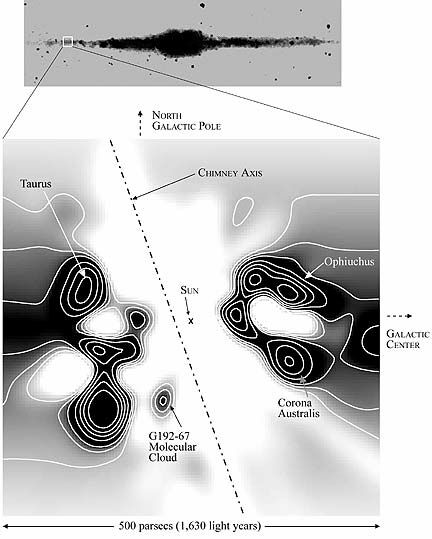 North
Galactic Pole
Chimney Axis
Taurus
Ophiuchus
Sun
x
Galactic
Center
Corona
Australis
G192-67
Molecular
Cloud
500 parsecs (1,630 light years)